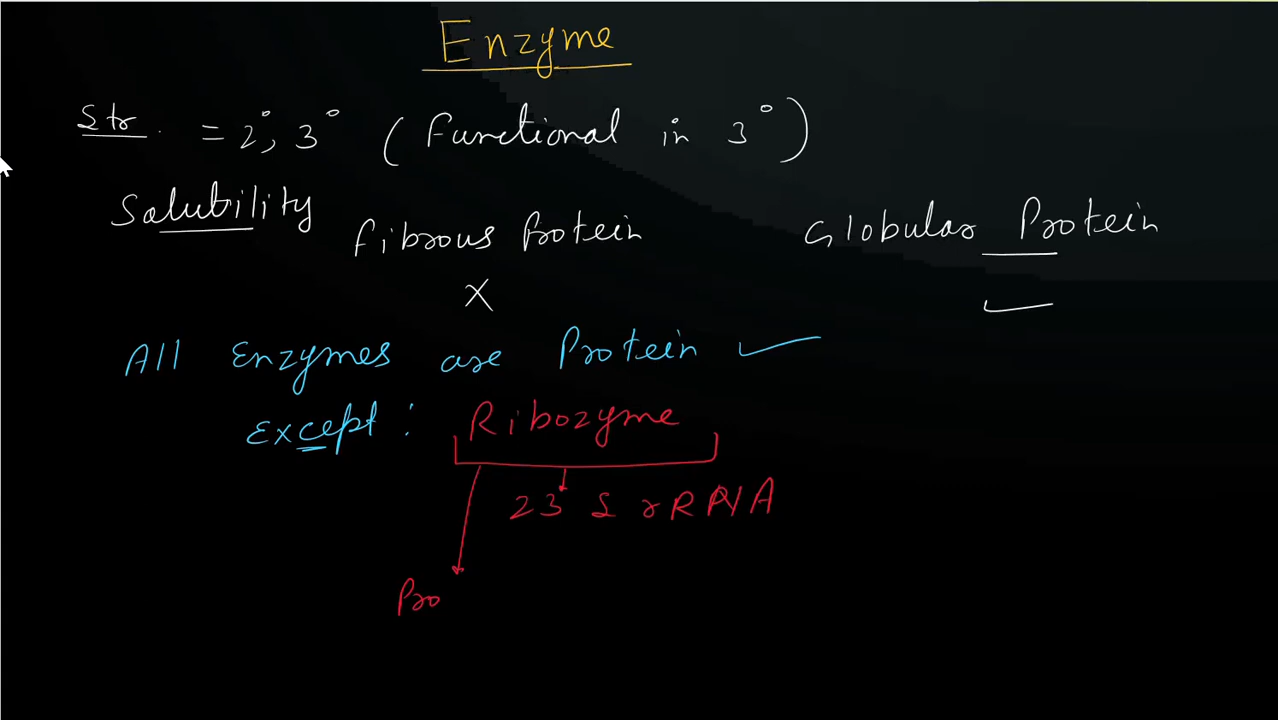 Enzyme
Str. = 2°, 3° (Functional in 3°)
Solubility
Fibrous Protein
Globular Protein
X
All Enzymes are Protein
Except : Ribozyme
23 S rRNA
Pro